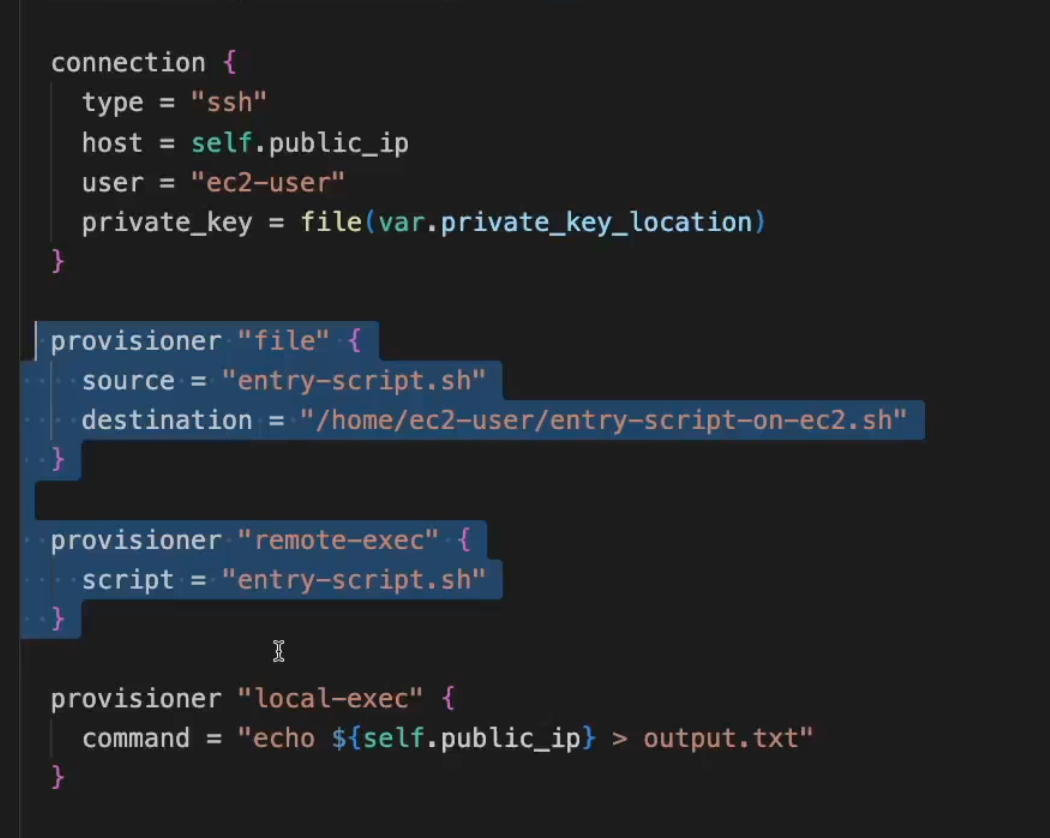 connection {
type = "ssh"
host = self.public_ip
user = "ec2-user"
private_key = file(var.private_key_location)
}
provisioner "file" {
source = "entry-script.sh"
destination = "/home/ec2-user/entry-script-on-ec2.sh"
}
provisioner "remote-exec" {
script = "entry-script.sh"
}
provisioner "local-exec" {
command = "echo ${self.public_ip} > output.txt"
}